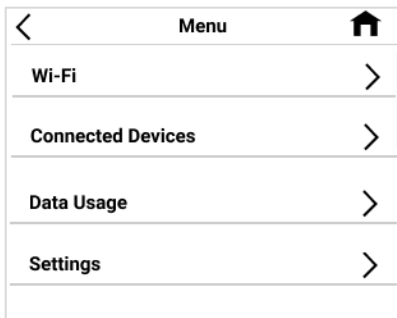 Menu
Wi-Fi
Connected Devices
Data Usage
Settings